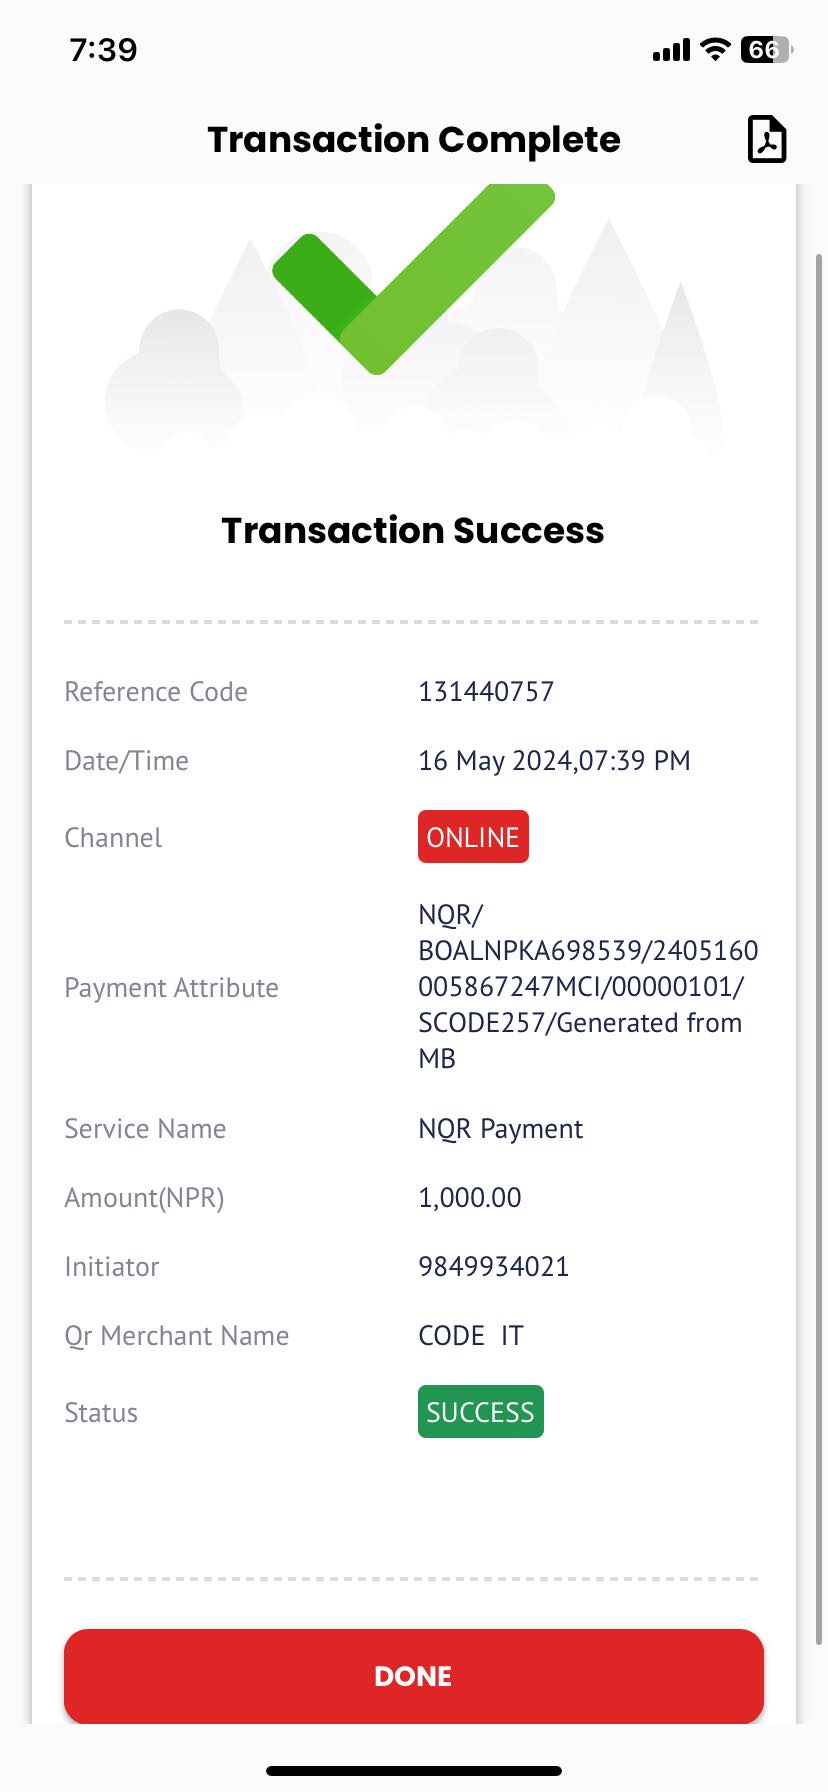 7:39
66
Transaction Complete
Transaction Success
Reference Code 131440757
Date/Time 16 May 2024,07:39 PM
Channel ONLINE
Payment Attribute NQR/
BOALNPKA698539/2405160
005867247MCI/00000101/
SCODE257/Generated from
MB
Service Name NQR Payment
Amount(NPR) 1,000.00
Initiator 9849934021
Qr Merchant Name CODE  IT
Status SUCCESS
DONE